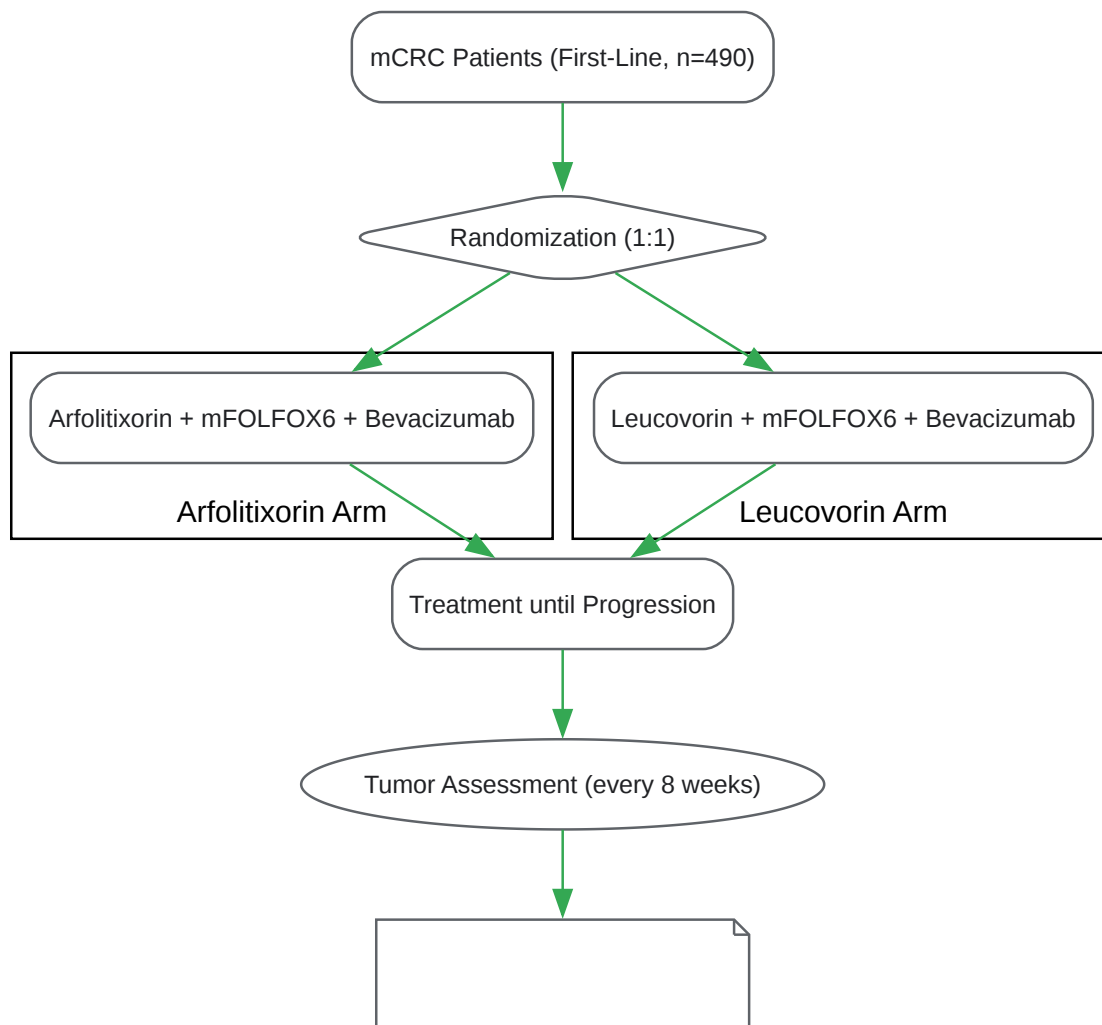 mCRC Patients (First-Line, n=490)
Randomization (1:1)
Arfolitixorin + mFOLFOX6 + Bevacizumab
Leucovorin + mFOLFOX6 + Bevacizumab
Arfolitixorin Arm
Leucovorin Arm
Treatment until Progression
Tumor Assessment (every 8 weeks)